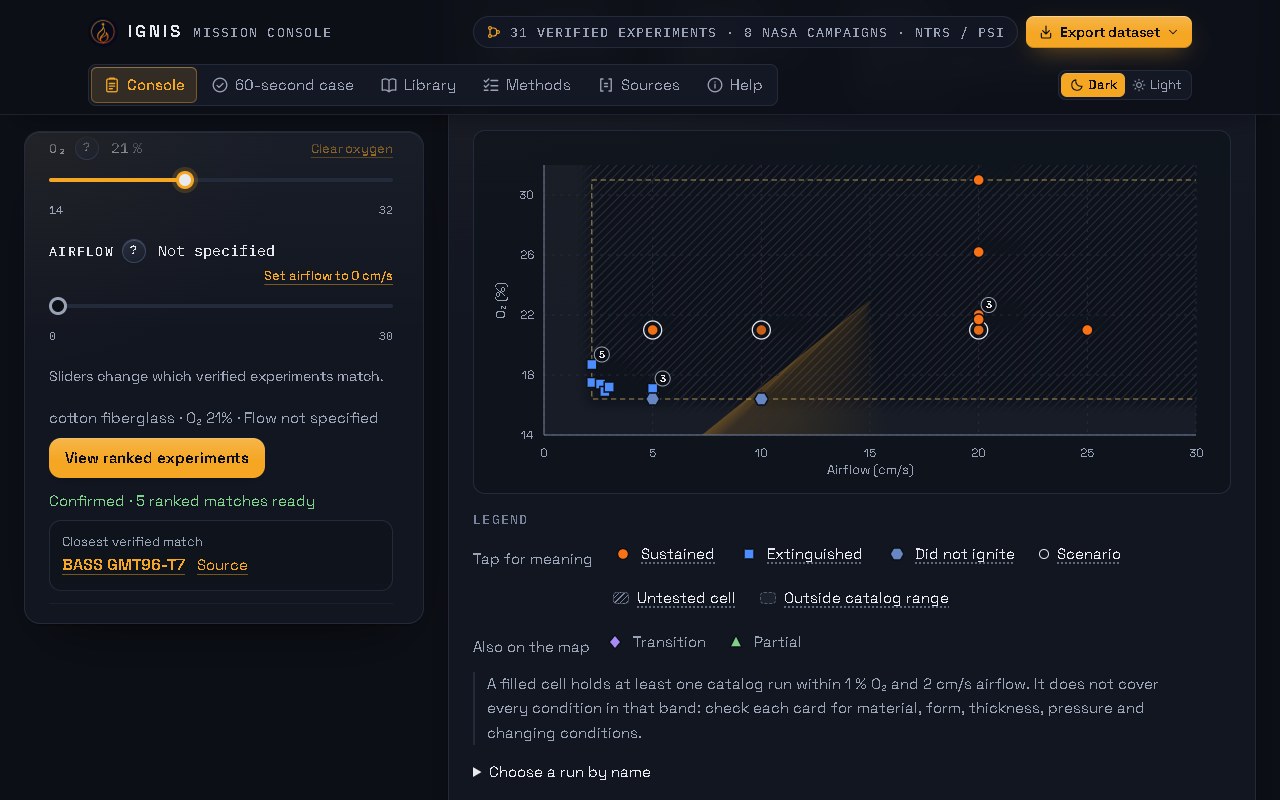 IGNIS MISSION CONSOLE
31 VERIFIED EXPERIMENTS · 8 NASA CAMPAIGNS · NTRS / PSI
Export dataset
Console
60-second case
Library
Methods
Sources
Help
Dark
Light
O₂ ? 21 %
Clear oxygen
14
32
AIRFLOW ? Not specified
Set airflow to 0 cm/s
0
30
Sliders change which verified experiments match.
cotton fiberglass · O₂ 21% · Flow not specified
View ranked experiments
Confirmed · 5 ranked matches ready
Closest verified match
BASS GMT96-T7 Source
O₂ (%)
30
26
22
18
14
5
3
3
0
5
10
15
20
25
30
Airflow (cm/s)
LEGEND
Tap for meaning
Sustained
Extinguished
Did not ignite
Scenario
Untested cell
Outside catalog range
Also on the map
Transition
Partial
A filled cell holds at least one catalog run within 1 % O₂ and 2 cm/s airflow. It does not cover
every condition in that band: check each card for material, form, thickness, pressure and
changing conditions.
Choose a run by name